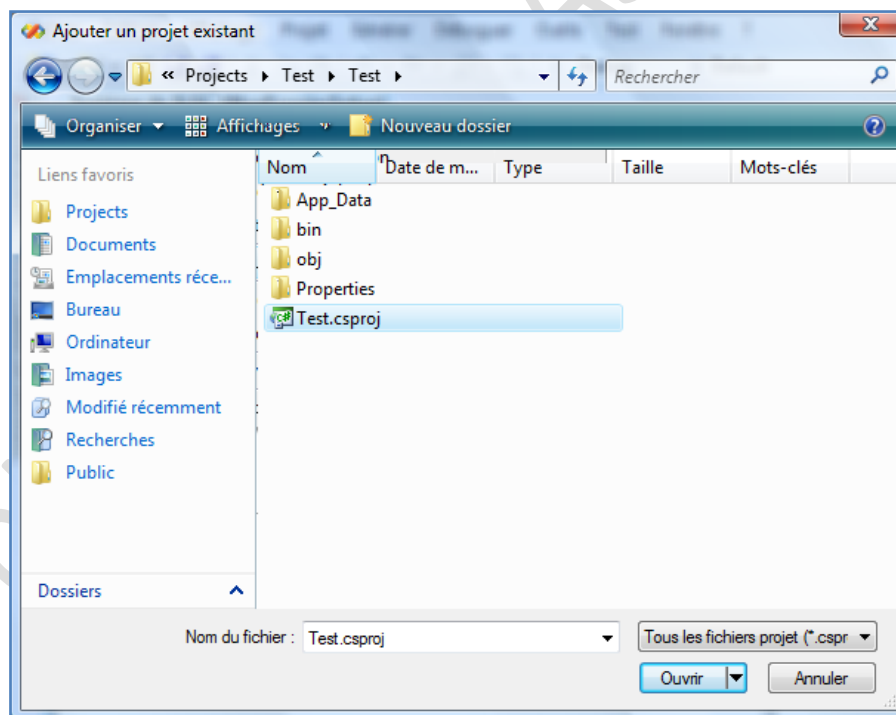 Ajouter un projet existant
« Projects Test Test
Rechercher
Organiser Affichages » Nouveau dossier
Liens favoris
Projects
Documents
Emplacements réce...
Bureau
Ordinateur
Images
Modifié récemment
Recherches
Public
Dossiers
Nom Date de m... Type Taille Mots-clés
App_Data
bin
obj
Properties
Test.csproj
Nom du fichier : Test.csproj
Tous les fichiers projet (*.cspr
Ouvrir Annuler